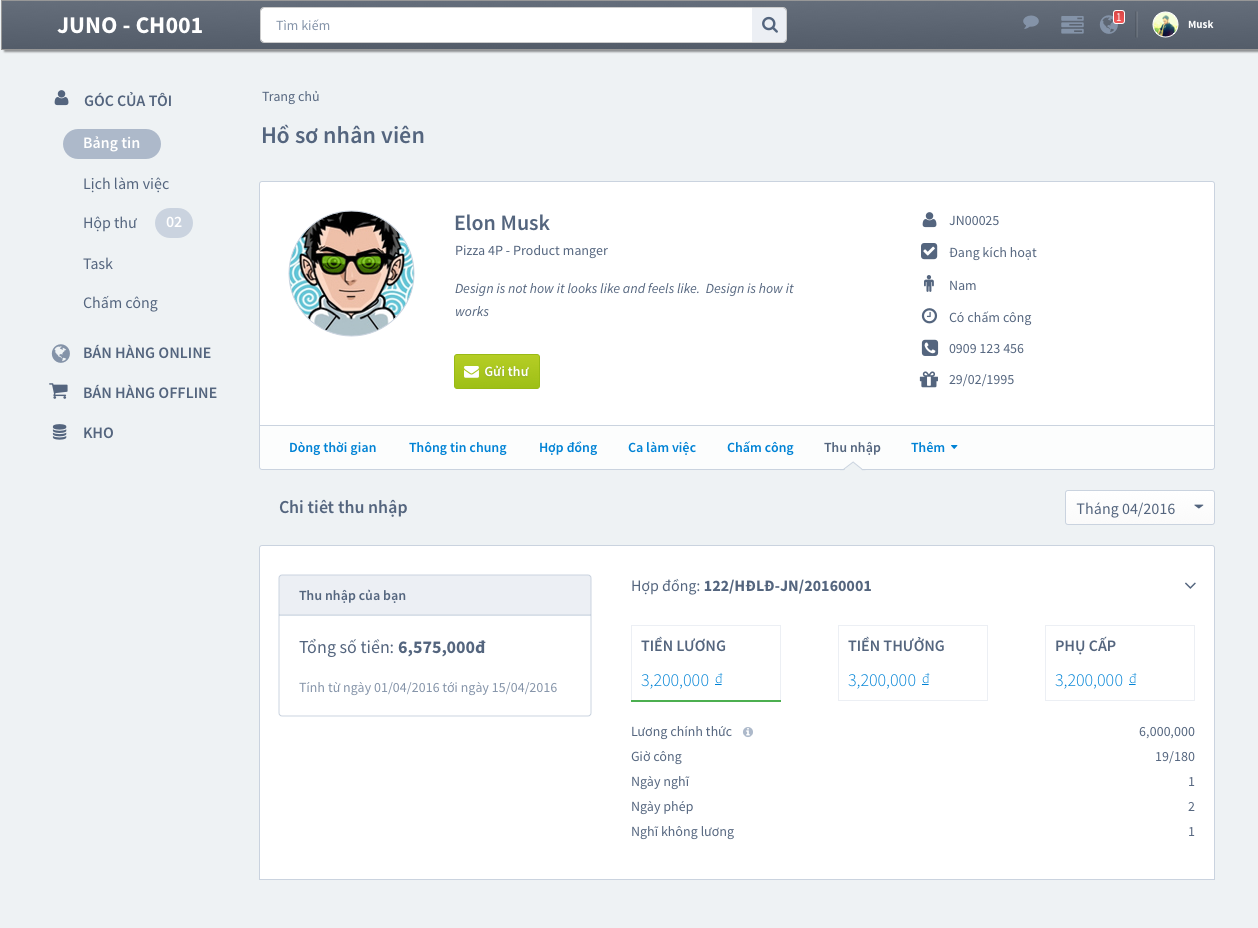 JUNO - CH001
Tìm kiếm
1
Musk
GÓC CỦA TÔI
Bảng tin
Lịch làm việc
Hộp thư 02
Task
Chấm công
BÁN HÀNG ONLINE
BÁN HÀNG OFFLINE
KHO
Trang chủ
Hồ sơ nhân viên
Elon Musk
Pizza 4P - Product manger
Design is not how it looks like and feels like. Design is how it
works
Gửi thư
JN00025
Đang kích hoạt
Nam
Có chấm công
0909 123 456
29/02/1995
Dòng thời gian Thông tin chung Hợp đồng Ca làm việc Chấm công Thu nhập Thêm
Chi tiêt thu nhập
Tháng 04/2016
Thu nhập của bạn
Tổng số tiền: 6,575,000đ
Tính từ ngày 01/04/2016 tới ngày 15/04/2016
Hợp đồng: 122/HĐLĐ-JN/20160001
TIỀN LƯƠNG
3,200,000 ₫
TIỀN THƯỞNG
3,200,000 ₫
PHỤ CẤP
3,200,000 ₫
Lương chính thức 6,000,000
Giờ công 19/180
Ngày nghĩ 1
Ngày phép 2
Nghĩ không lương 1